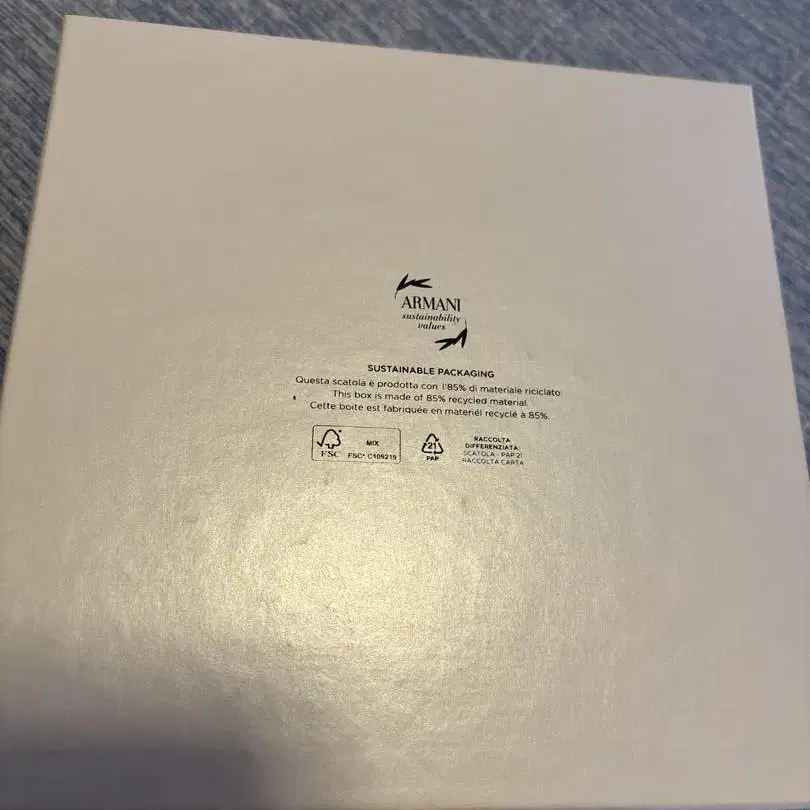 ARMANI
sustainability
values
SUSTAINABLE PACKAGING
Questa scatola è prodotta con l'85% di materiale riciclato.
This box is made of 85% recycled material.
Cette boite est fabriquée en materiél recyclé à 85%.
FSC
MIX
FSC® C109219
21
PAP
RACCOLTA
DIFFERENZIATA:
SCATOLA - PAP 21
RACCOLTA CARTA